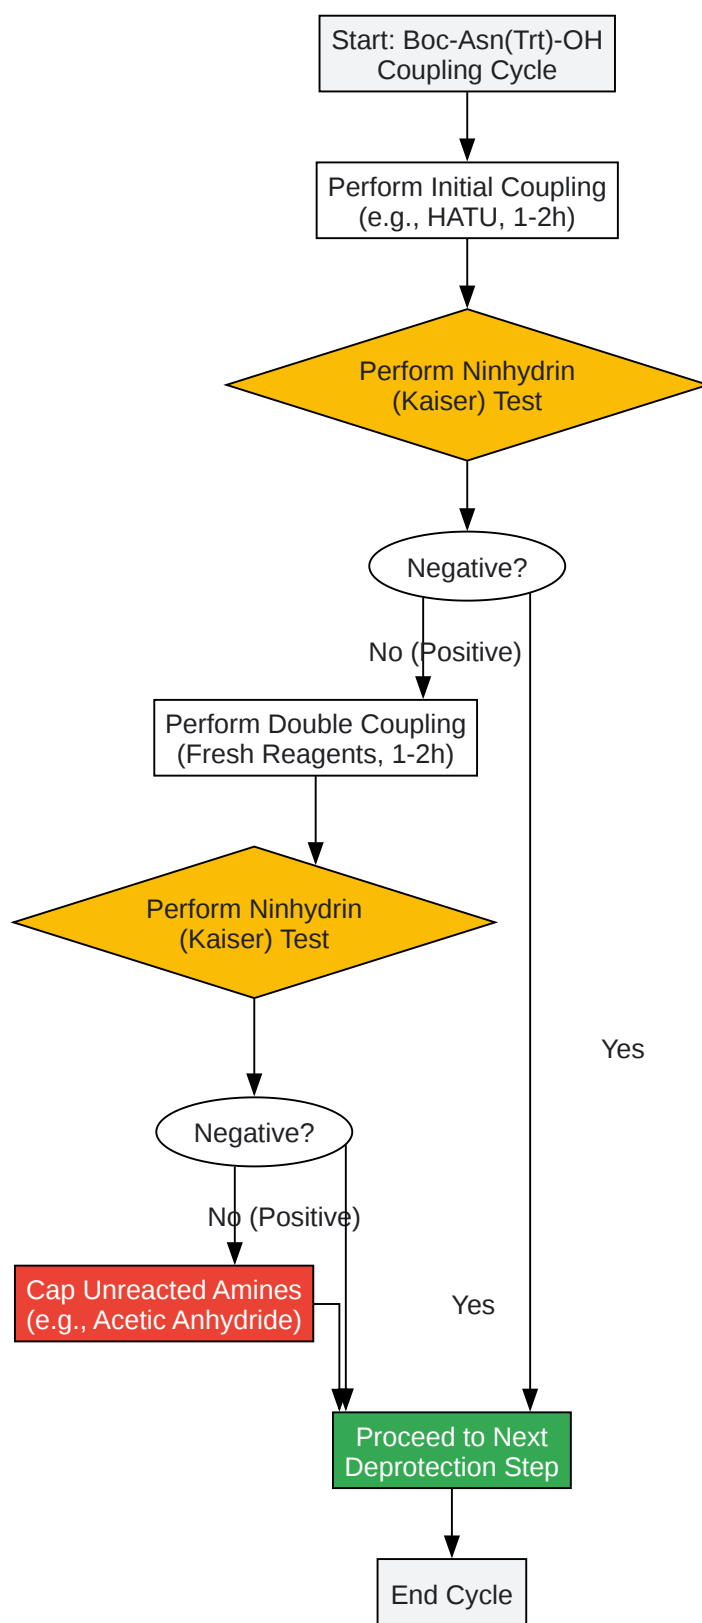 Start: Boc-Asn(Trt)-OH
Coupling Cycle
Perform Initial Coupling
(e.g., HATU, 1-2h)
Perform Ninhydrin
(Kaiser) Test
Negative?
No (Positive)
Perform Double Coupling
(Fresh Reagents, 1-2h)
Perform Ninhydrin
(Kaiser) Test
Yes
Negative?
No (Positive)
Cap Unreacted Amines
(e.g., Acetic Anhydride)
Yes
Proceed to Next
Deprotection Step
End Cycle